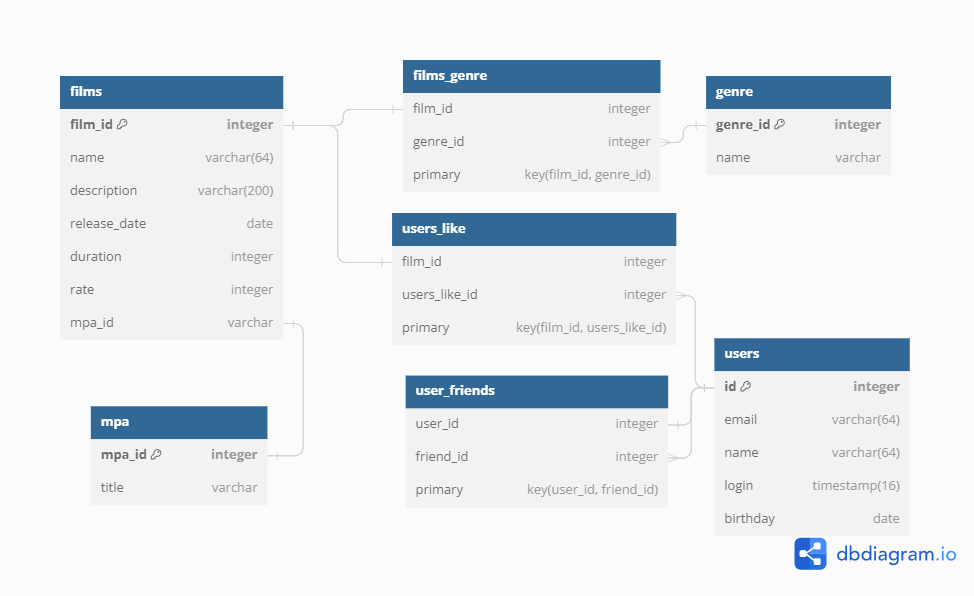 films
film_id integer
name varchar(64)
description varchar(200)
release_date date
duration integer
rate integer
mpa_id varchar
films_genre
film_id integer
genre_id integer
primary key(film_id, genre_id)
genre
genre_id integer
name varchar
users_like
film_id integer
users_like_id integer
primary key(film_id, users_like_id)
mpa
mpa_id integer
title varchar
user_friends
user_id integer
friend_id integer
primary key(user_id, friend_id)
users
id integer
email varchar(64)
name varchar(64)
login timestamp(16)
birthday date
dbdiagram.io